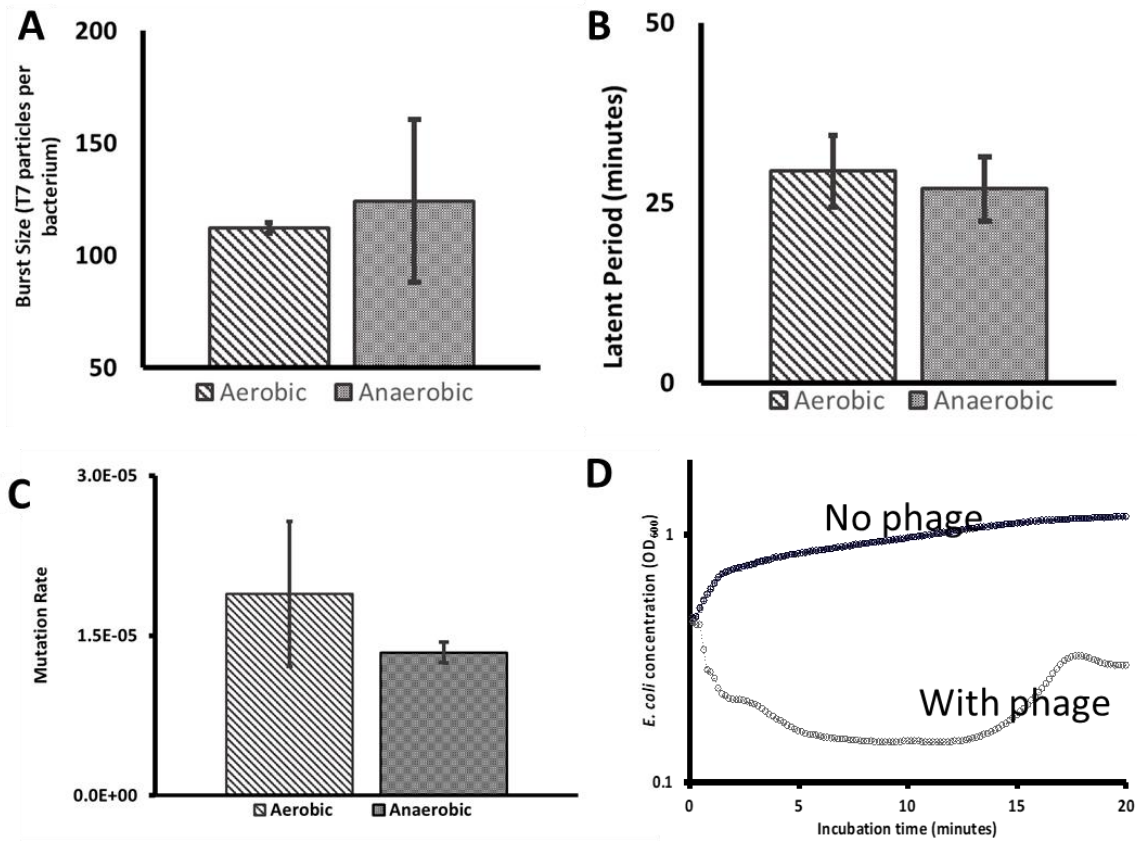 A
200
150
100
50
Burst Size (T7 particles per
bacterium)
Aerobic Anaerobic
B
50
25
0
Latent Period (minutes)
Aerobic Anaerobic
C
3.0E-05
1.5E-05
0.0E+00
Mutation Rate
Aerobic Anaerobic
D
1
0.1
E. coli concentration (OD600)
No phage
With phage
0 5 10 15 20
Incubation time (minutes)